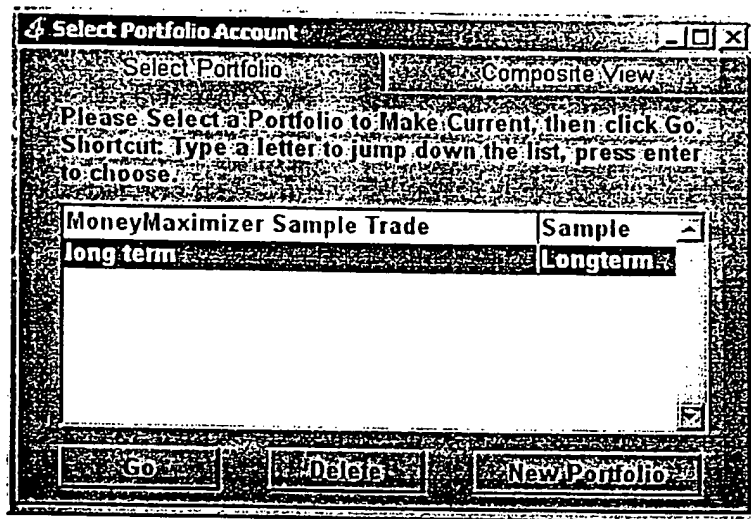 Select Portfolio Account
Select Portfolio Composite View
Please Select a Portfolio to Make Current, then click Go.
Shortcut: Type a letter to jump down the list, press enter
to choose.
MoneyMaximizer Sample Trade Sample
long term Longterm
Go Delete New Portfolio